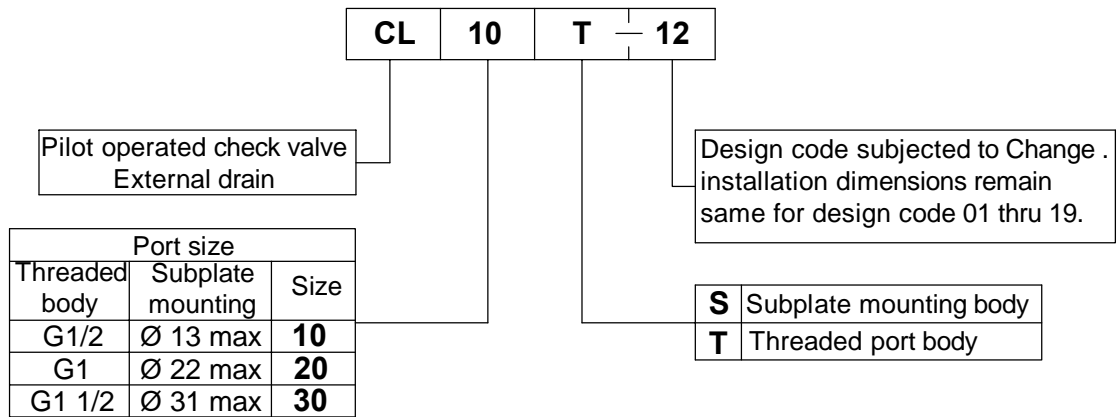 CL 10 T — 12
Pilot operated check valve
External drain
Design code subjected to Change .
installation dimensions remain
same for design code 01 thru 19.
Port size
Threaded body Subplate mounting Size
G1/2 Ø 13 max 10
G1 Ø 22 max 20
G1 1/2 Ø 31 max 30
S Subplate mounting body
T Threaded port body